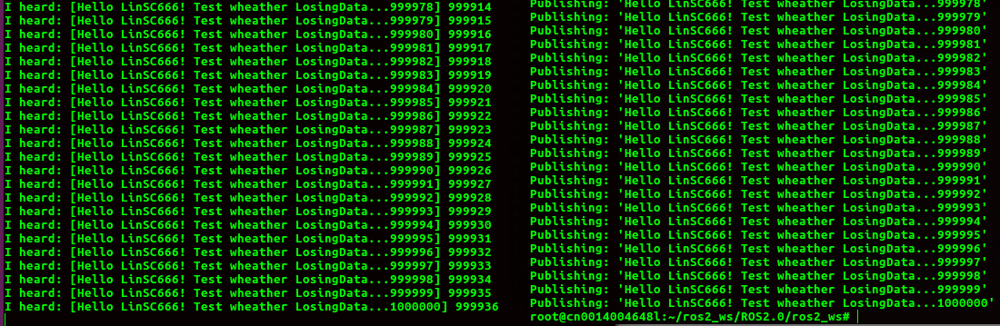 I heard: [Hello LinSC666! Test wheather LosingData...999978] 999914
I heard: [Hello LinSC666! Test wheather LosingData...999979] 999915
I heard: [Hello LinSC666! Test wheather LosingData...999980] 999916
I heard: [Hello LinSC666! Test wheather LosingData...999981] 999917
I heard: [Hello LinSC666! Test wheather LosingData...999982] 999918
I heard: [Hello LinSC666! Test wheather LosingData...999983] 999919
I heard: [Hello LinSC666! Test wheather LosingData...999984] 999920
I heard: [Hello LinSC666! Test wheather LosingData...999985] 999921
I heard: [Hello LinSC666! Test wheather LosingData...999986] 999922
I heard: [Hello LinSC666! Test wheather LosingData...999987] 999923
I heard: [Hello LinSC666! Test wheather LosingData...999988] 999924
I heard: [Hello LinSC666! Test wheather LosingData...999989] 999925
I heard: [Hello LinSC666! Test wheather LosingData...999990] 999926
I heard: [Hello LinSC666! Test wheather LosingData...999991] 999927
I heard: [Hello LinSC666! Test wheather LosingData...999992] 999928
I heard: [Hello LinSC666! Test wheather LosingData...999993] 999929
I heard: [Hello LinSC666! Test wheather LosingData...999994] 999930
I heard: [Hello LinSC666! Test wheather LosingData...999995] 999931
I heard: [Hello LinSC666! Test wheather LosingData...999996] 999932
I heard: [Hello LinSC666! Test wheather LosingData...999997] 999933
I heard: [Hello LinSC666! Test wheather LosingData...999998] 999934
I heard: [Hello LinSC666! Test wheather LosingData...999999] 999935
I heard: [Hello LinSC666! Test wheather LosingData...1000000] 999936
Publishing: 'Hello LinSC666! Test wheather LosingData...999978'
Publishing: 'Hello LinSC666! Test wheather LosingData...999979'
Publishing: 'Hello LinSC666! Test wheather LosingData...999980'
Publishing: 'Hello LinSC666! Test wheather LosingData...999981'
Publishing: 'Hello LinSC666! Test wheather LosingData...999982'
Publishing: 'Hello LinSC666! Test wheather LosingData...999983'
Publishing: 'Hello LinSC666! Test wheather LosingData...999984'
Publishing: 'Hello LinSC666! Test wheather LosingData...999985'
Publishing: 'Hello LinSC666! Test wheather LosingData...999986'
Publishing: 'Hello LinSC666! Test wheather LosingData...999987'
Publishing: 'Hello LinSC666! Test wheather LosingData...999988'
Publishing: 'Hello LinSC666! Test wheather LosingData...999989'
Publishing: 'Hello LinSC666! Test wheather LosingData...999990'
Publishing: 'Hello LinSC666! Test wheather LosingData...999991'
Publishing: 'Hello LinSC666! Test wheather LosingData...999992'
Publishing: 'Hello LinSC666! Test wheather LosingData...999993'
Publishing: 'Hello LinSC666! Test wheather LosingData...999994'
Publishing: 'Hello LinSC666! Test wheather LosingData...999995'
Publishing: 'Hello LinSC666! Test wheather LosingData...999996'
Publishing: 'Hello LinSC666! Test wheather LosingData...999997'
Publishing: 'Hello LinSC666! Test wheather LosingData...999998'
Publishing: 'Hello LinSC666! Test wheather LosingData...999999'
Publishing: 'Hello LinSC666! Test wheather LosingData...1000000'
root@cn0014004648l:~/ros2_ws/ROS2.0/ros2_ws#